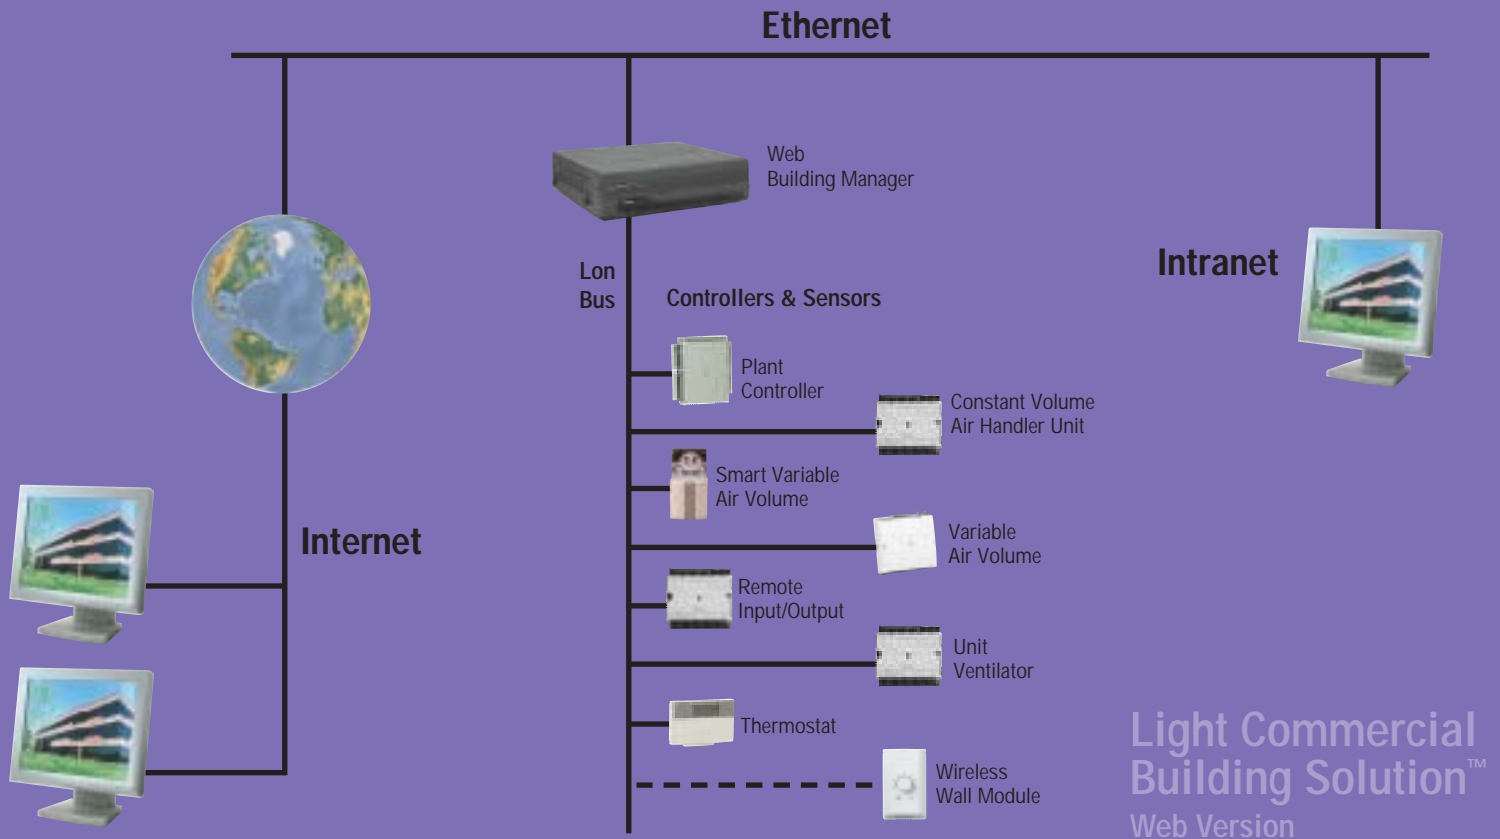 Ethernet
Web
Building Manager
Lon
Bus
Controllers & Sensors
Intranet
Plant
Controller
Constant Volume
Air Handler Unit
Smart Variable
Air Volume
Internet
Variable
Air Volume
Remote
Input/Output
Unit
Ventilator
Thermostat
Wireless
Wall Module
Light Commercial
Building Solution™
Web Version